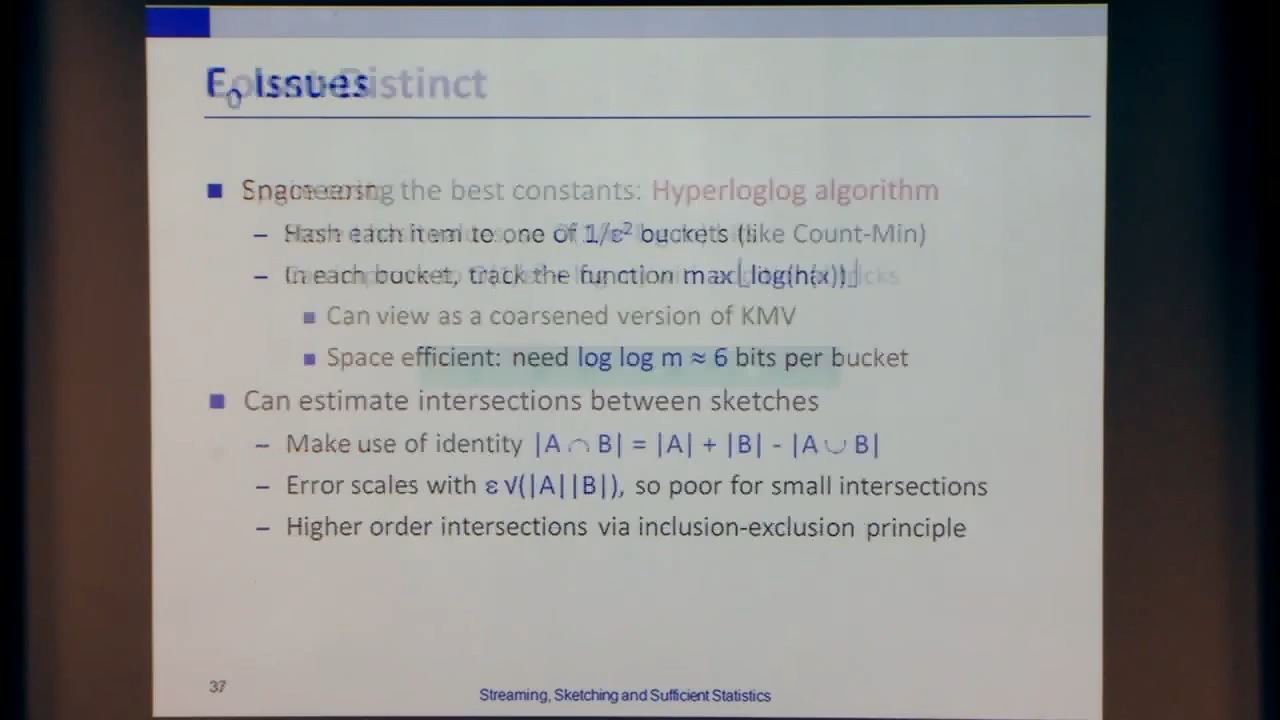 Issues Distinct
the best constants: Hyperloglog algorithm
– Hash each item to one of 1/ε² buckets (like Count-Min)
– In each bucket, track the function max⌊log(h(x))⌋
Can view as a coarsened version of KMV
Space efficient: need log log m ≈ 6 bits per bucket
Can estimate intersections between sketches
– Make use of identity |A ∩ B| = |A| + |B| - |A ∪ B|
– Error scales with ε √(|A||B|), so poor for small intersections
– Higher order intersections via inclusion-exclusion principle
37
Streaming, Sketching and Sufficient Statistics